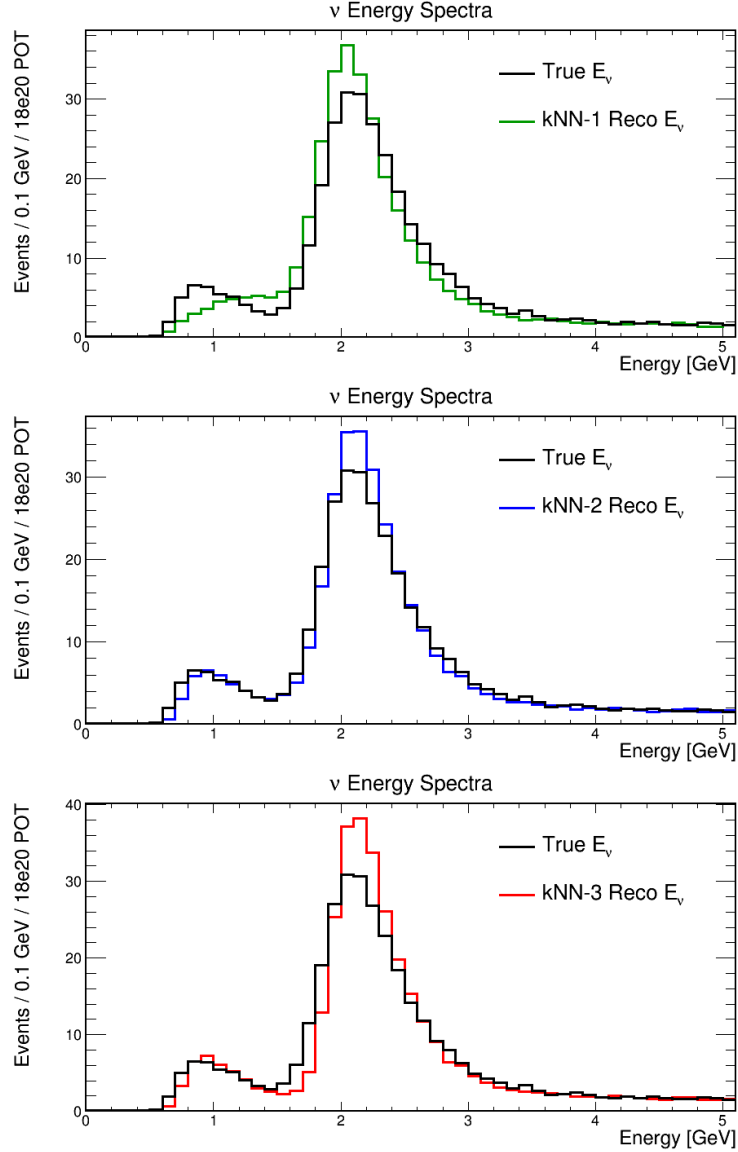 ν Energy Spectra
Events / 0.1 GeV / 18e20 POT
True Eν
kNN-1 Reco Eν
30
20
10
0
0 1 2 3 4 5
Energy [GeV]
ν Energy Spectra
Events / 0.1 GeV / 18e20 POT
True Eν
kNN-2 Reco Eν
30
20
10
0
0 1 2 3 4 5
Energy [GeV]
ν Energy Spectra
Events / 0.1 GeV / 18e20 POT
True Eν
kNN-3 Reco Eν
40
30
20
10
0
0 1 2 3 4 5
Energy [GeV]